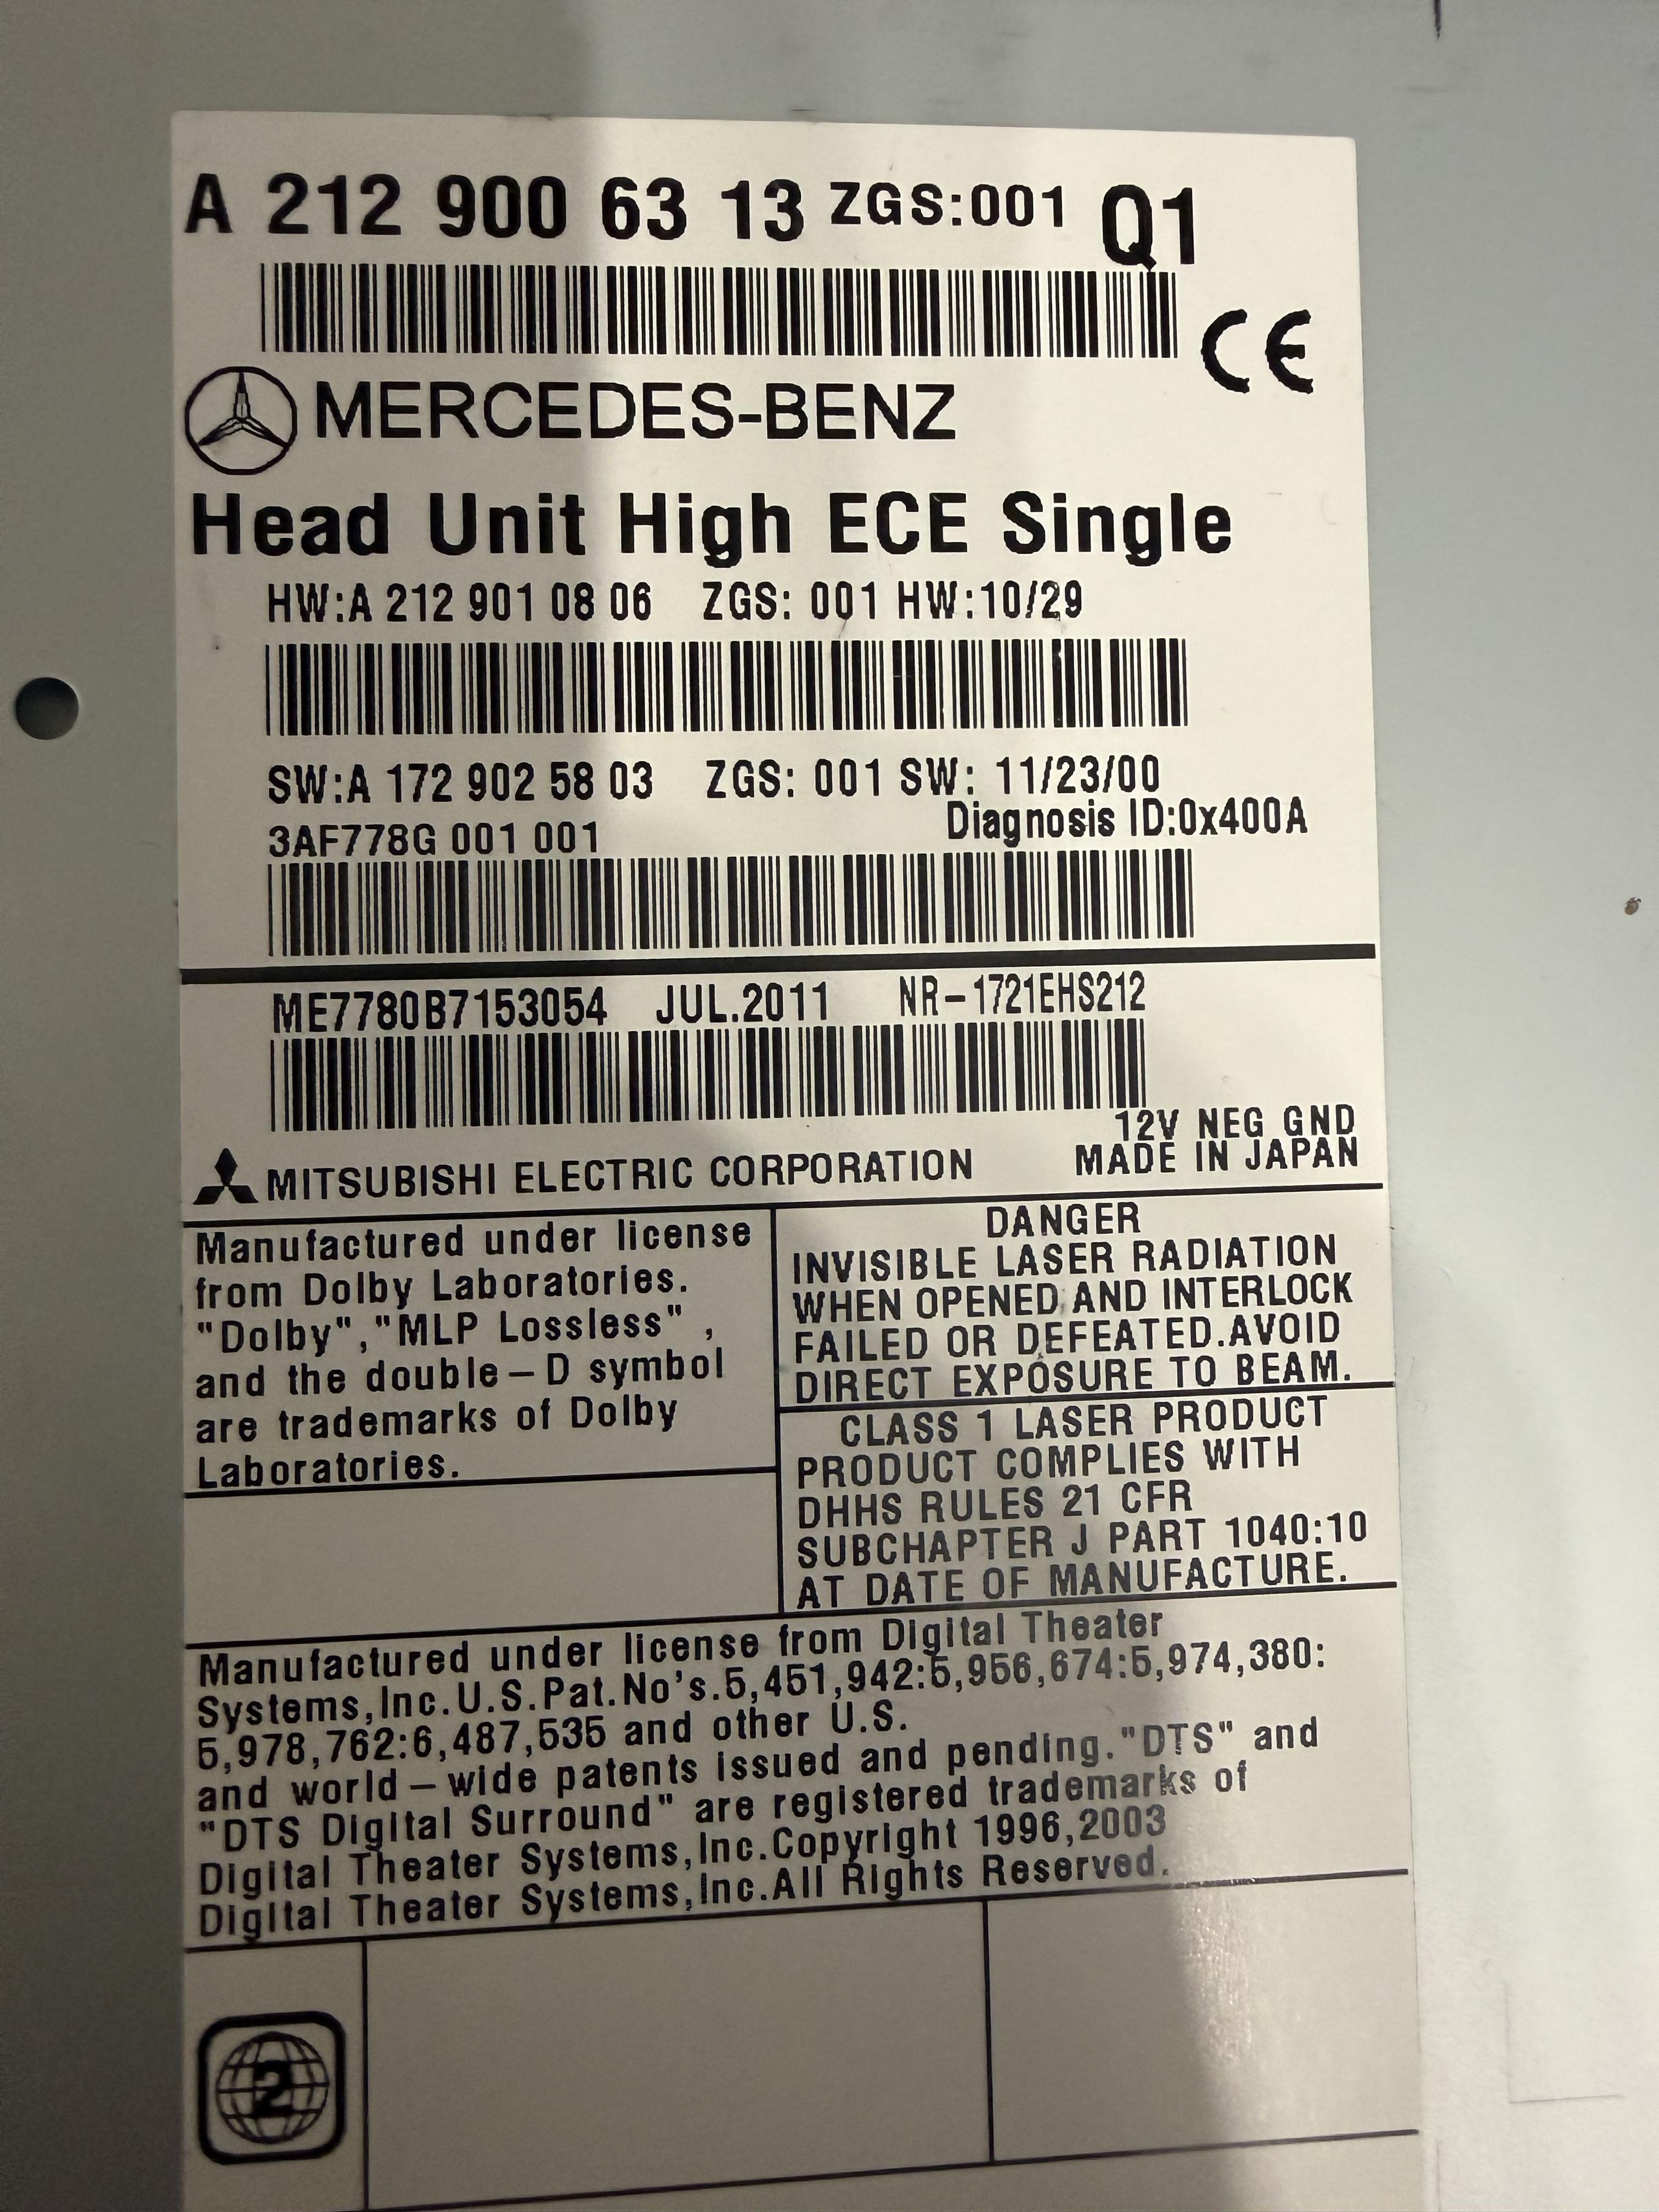 A 212 900 63 13 ZGS:001 Q1
CE
MERCEDES-BENZ
Head Unit High ECE Single
HW:A 212 901 08 06 ZGS: 001 HW:10/29
SW:A 172 902 58 03 ZGS: 001 SW: 11/23/00
3AF778G 001 001 Diagnosis ID:0x400A
ME7780B7153054 JUL.2011 NR-1721EHS212
12V NEG GND
MITSUBISHI ELECTRIC CORPORATION MADE IN JAPAN
Manufactured under license
from Dolby Laboratories.
"Dolby","MLP Lossless" ,
and the double-D symbol
are trademarks of Dolby
Laboratories.
DANGER
INVISIBLE LASER RADIATION
WHEN OPENED AND INTERLOCK
FAILED OR DEFEATED.AVOID
DIRECT EXPOSURE TO BEAM.
CLASS 1 LASER PRODUCT
PRODUCT COMPLIES WITH
DHHS RULES 21 CFR
SUBCHAPTER J PART 1040:10
AT DATE OF MANUFACTURE.
Manufactured under license from Digital Theater
Systems,Inc.U.S.Pat.No's.5,451,942:5,956,674:5,974,380:
5,978,762:6,487,535 and other U.S.
and world-wide patents issued and pending."DTS" and
"DTS Digital Surround" are registered trademarks of
Digital Theater Systems,Inc.Copyright 1996,2003
Digital Theater Systems,Inc.All Rights Reserved.
2